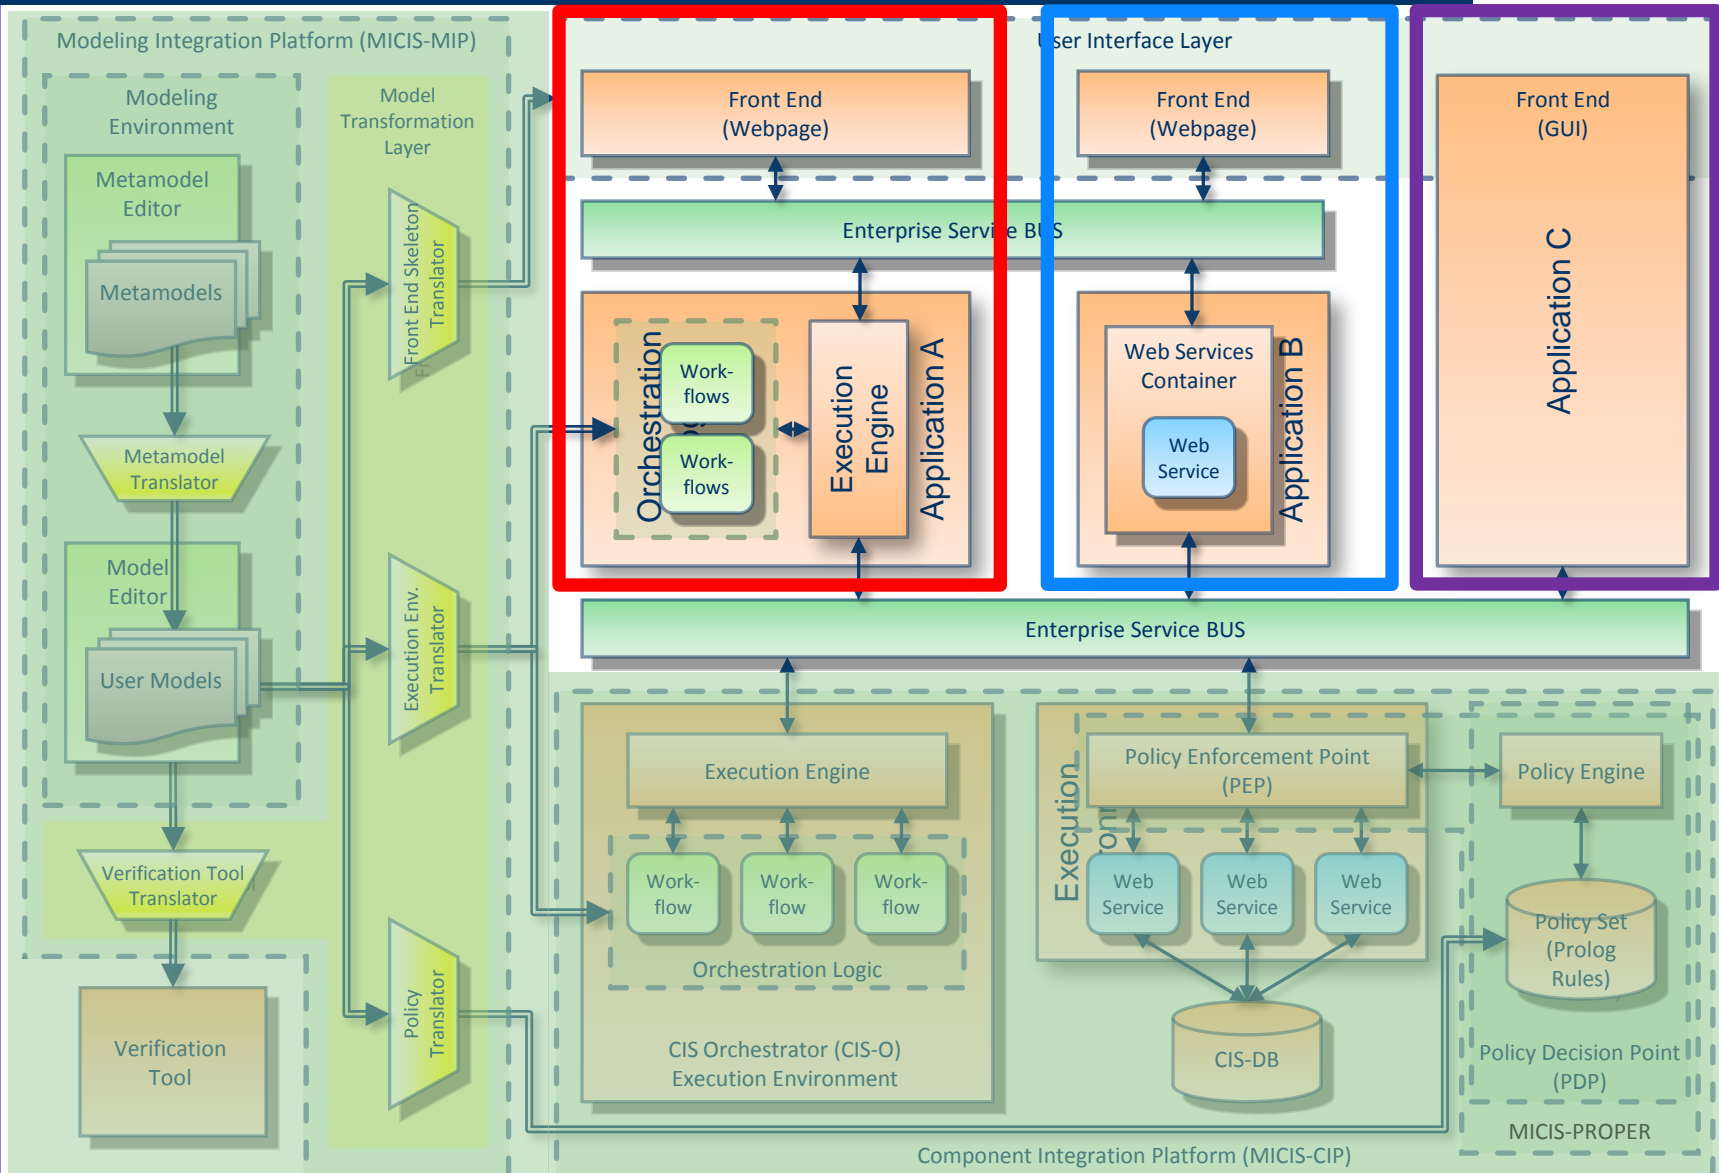 Modeling Integration Platform (MICIS-MIP)
Modeling
Environment
Metamodel
Editor
Metamodels
Metamodel
Translator
Model
Editor
User Models
Verification Tool
Translator
Verification
Tool
Model
Transformation
Layer
Front End Skeleton
Translator
Execution Env.
Translator
Policy
Translator
User Interface Layer
Front End
(Webpage)
Front End
(Webpage)
Front End
(GUI)
Application C
Enterprise Service BUS
Orchestration
Work-
flows
Work-
flows
Execution
Engine
Application A
Web Services
Container
Web
Service
Application B
Enterprise Service BUS
Execution Engine
Work-
flow
Work-
flow
Work-
flow
Orchestration Logic
CIS Orchestrator (CIS-O)
Execution Environment
Execution
Policy Enforcement Point
(PEP)
Web
Service
Web
Service
Web
Service
CIS-DB
Policy Engine
Policy Set
(Prolog
Rules)
Policy Decision Point
(PDP)
MICIS-PROPER
Component Integration Platform (MICIS-CIP)